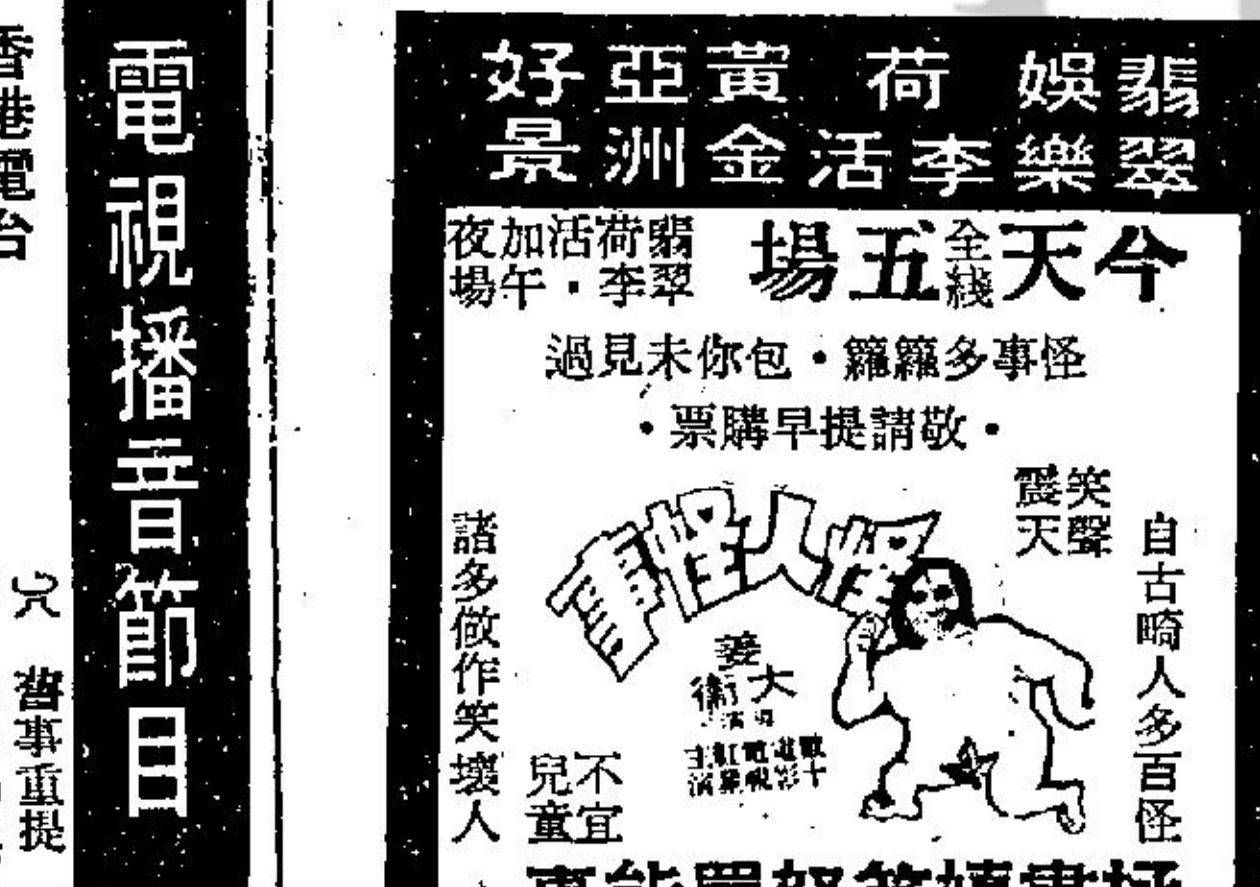 翡翠
娛樂
荷李活
黃金
亞洲
好景
今天全綫五場
翡翠荷李活・加午夜場
怪事多籮籮・包你未見過
・敬請提早購票・
笑聲震天
自古畸人多百怪
怪人怪事
姜大衛導演
不宜兒童
諸多做作笑壞人
電視播音節目
香港電台
舊事重提